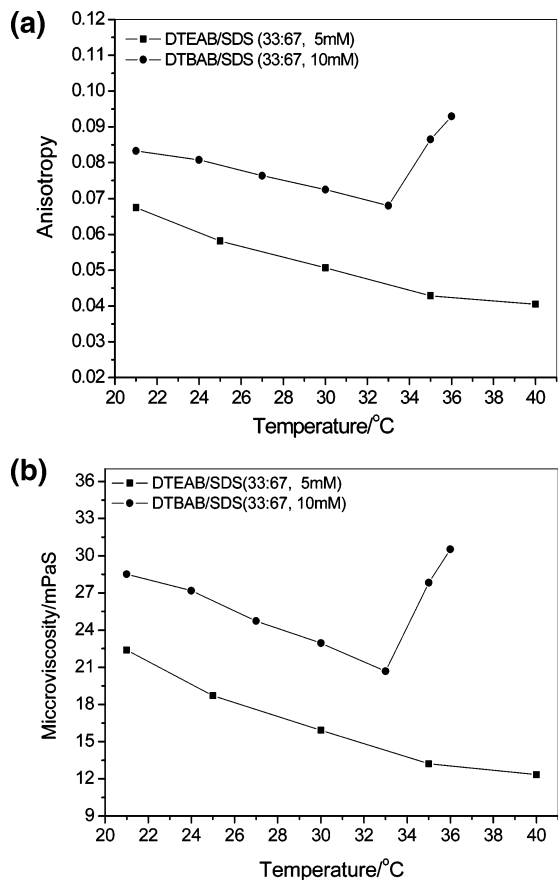 (a)
0.12
0.11
0.10
0.09
0.08
0.07
0.06
0.05
0.04
0.03
0.02
Anisotropy
DTEAB/SDS (33:67, 5mM)
DTBAB/SDS (33:67, 10mM)
20 22 24 26 28 30 32 34 36 38 40
Temperature/°C
(b)
36
33
30
27
24
21
18
15
12
9
Miccroviscosity/mPaS
DTEAB/SDS(33:67, 5mM)
DTBAB/SDS(33:67, 10mM)
20 22 24 26 28 30 32 34 36 38 40
Temperature/°C